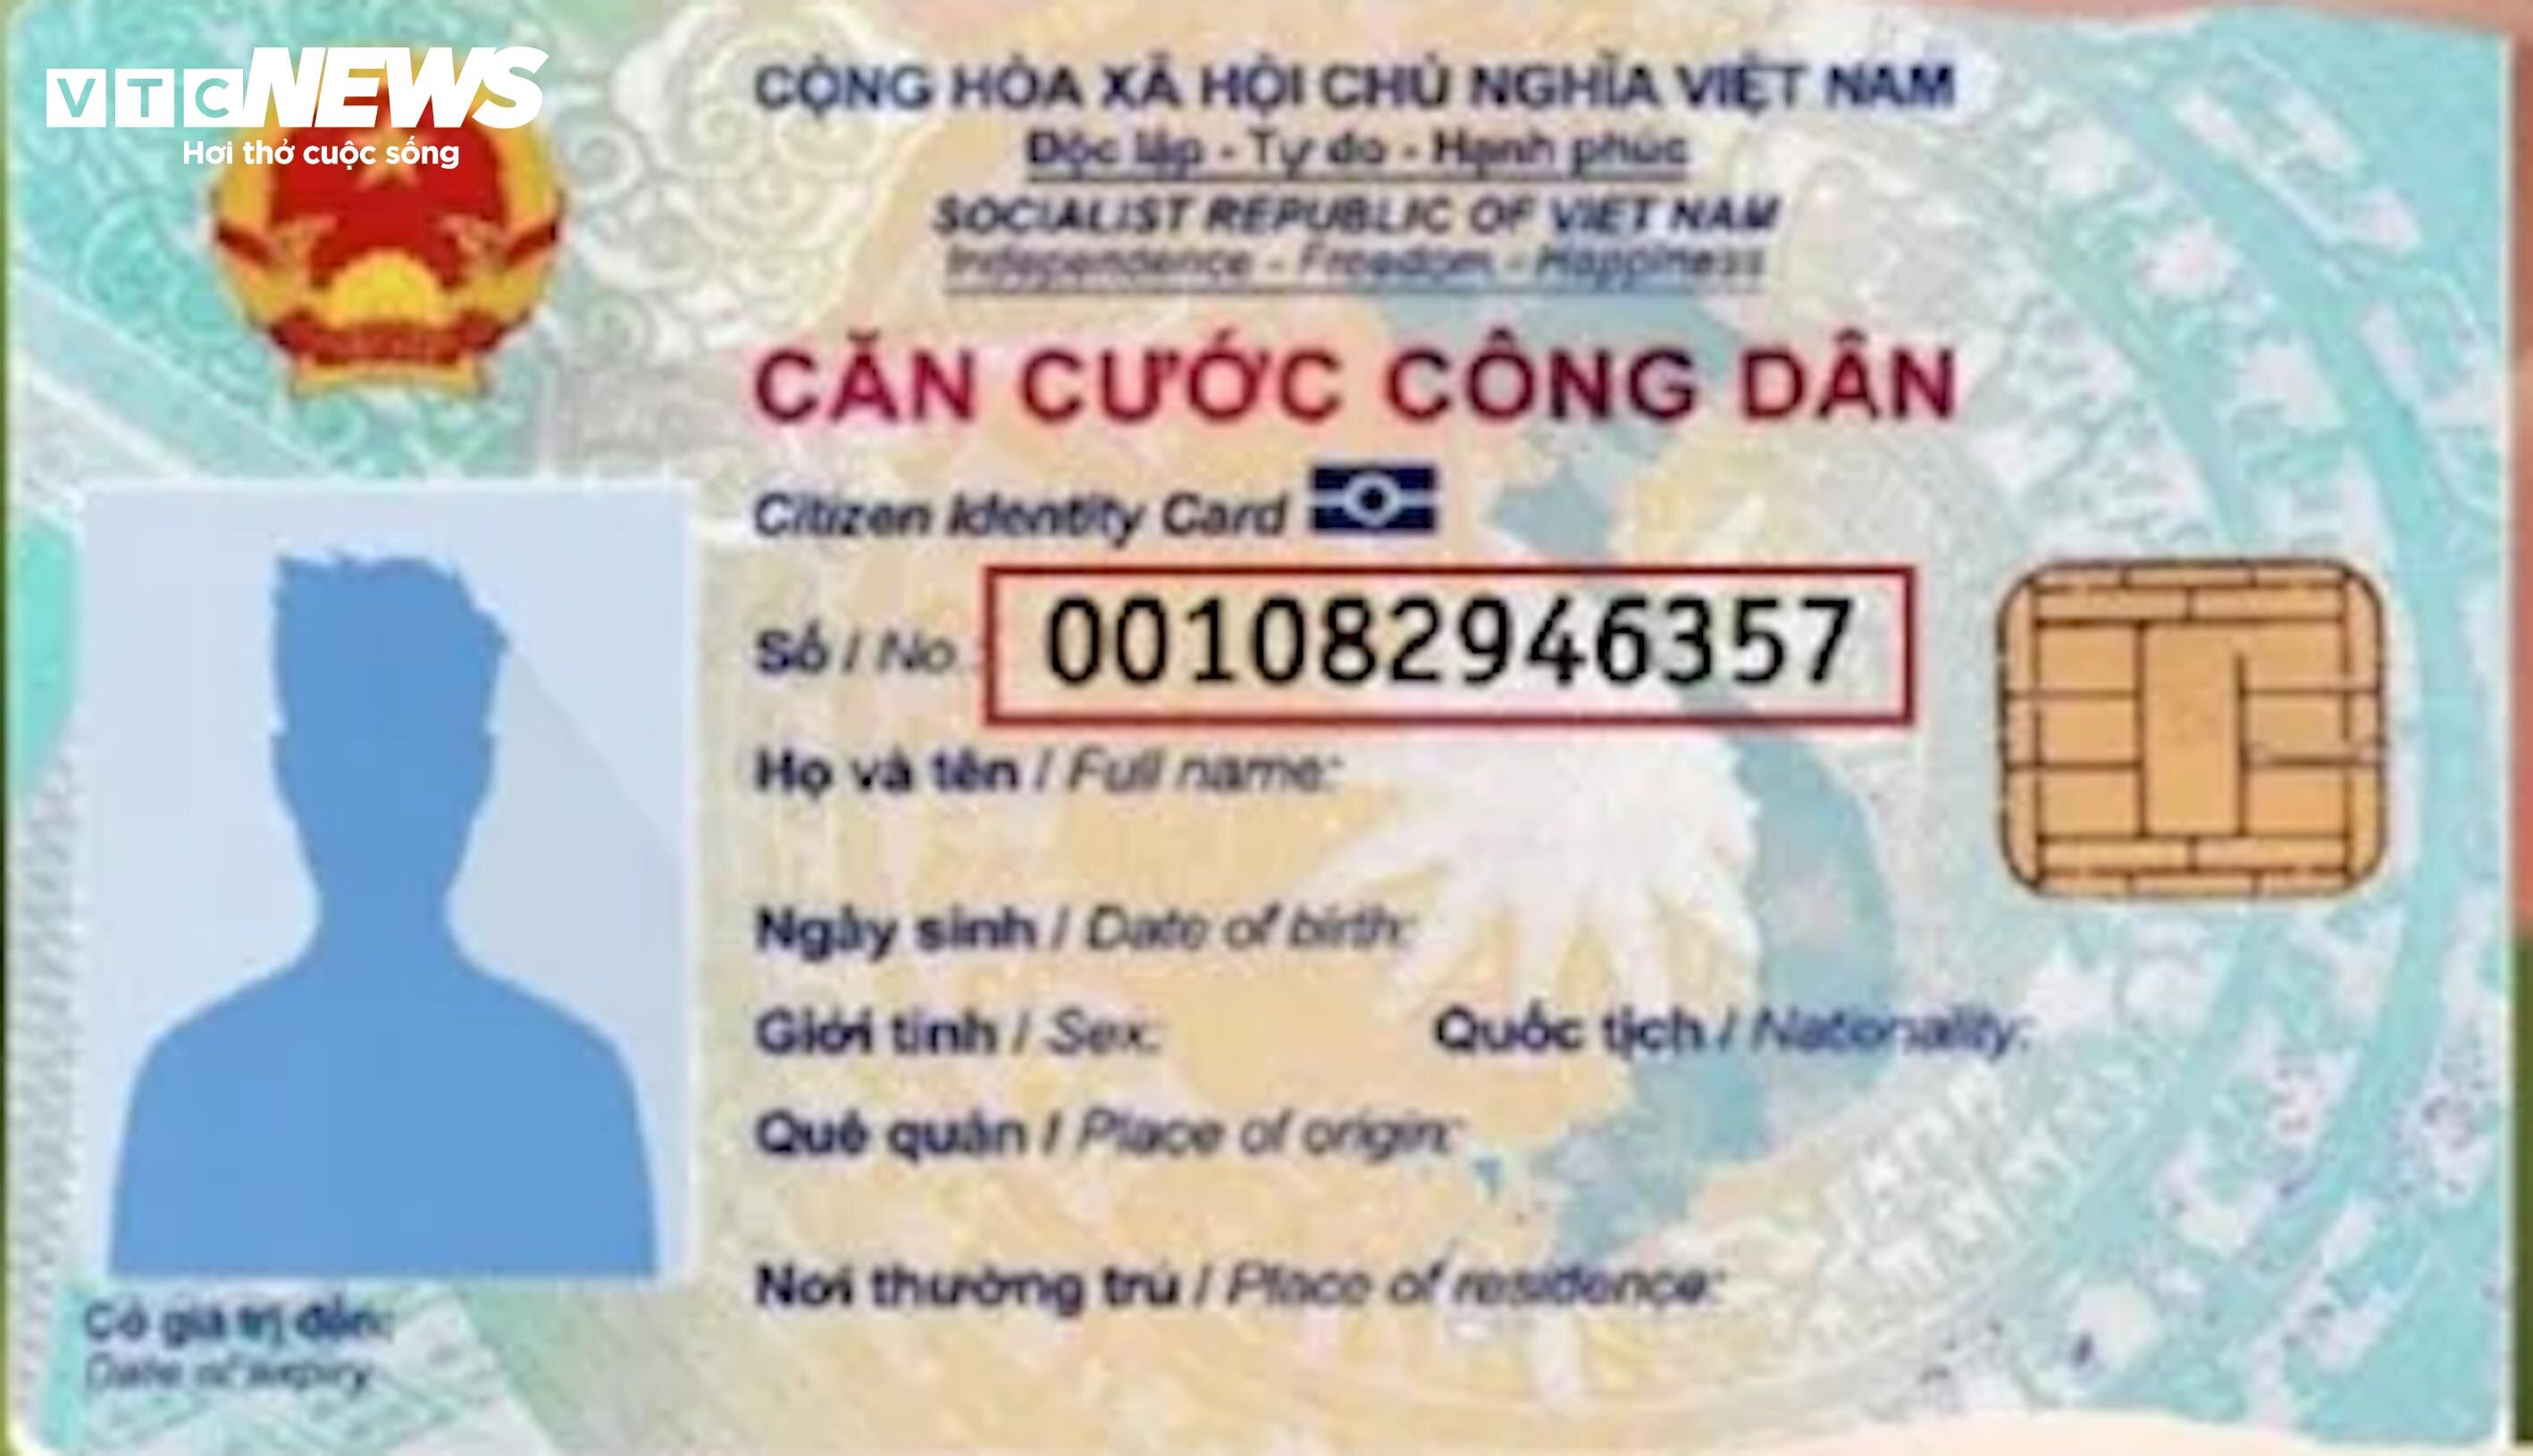 VTC NEWS
Hơi thở cuộc sống
CỘNG HÒA XÃ HỘI CHỦ NGHĨA VIỆT NAM
Độc lập - Tự do - Hạnh phúc
SOCIALIST REPUBLIC OF VIET NAM
Independence - Freedom - Happiness
CĂN CƯỚC CÔNG DÂN
Citizen Identity Card
Số / No. 001082946357
Họ và tên / Full name:
Ngày sinh / Date of birth:
Giới tính / Sex: Quốc tịch / Nationality:
Quê quán / Place of origin:
Nơi thường trú / Place of residence:
Có giá trị đến:
Date of expiry